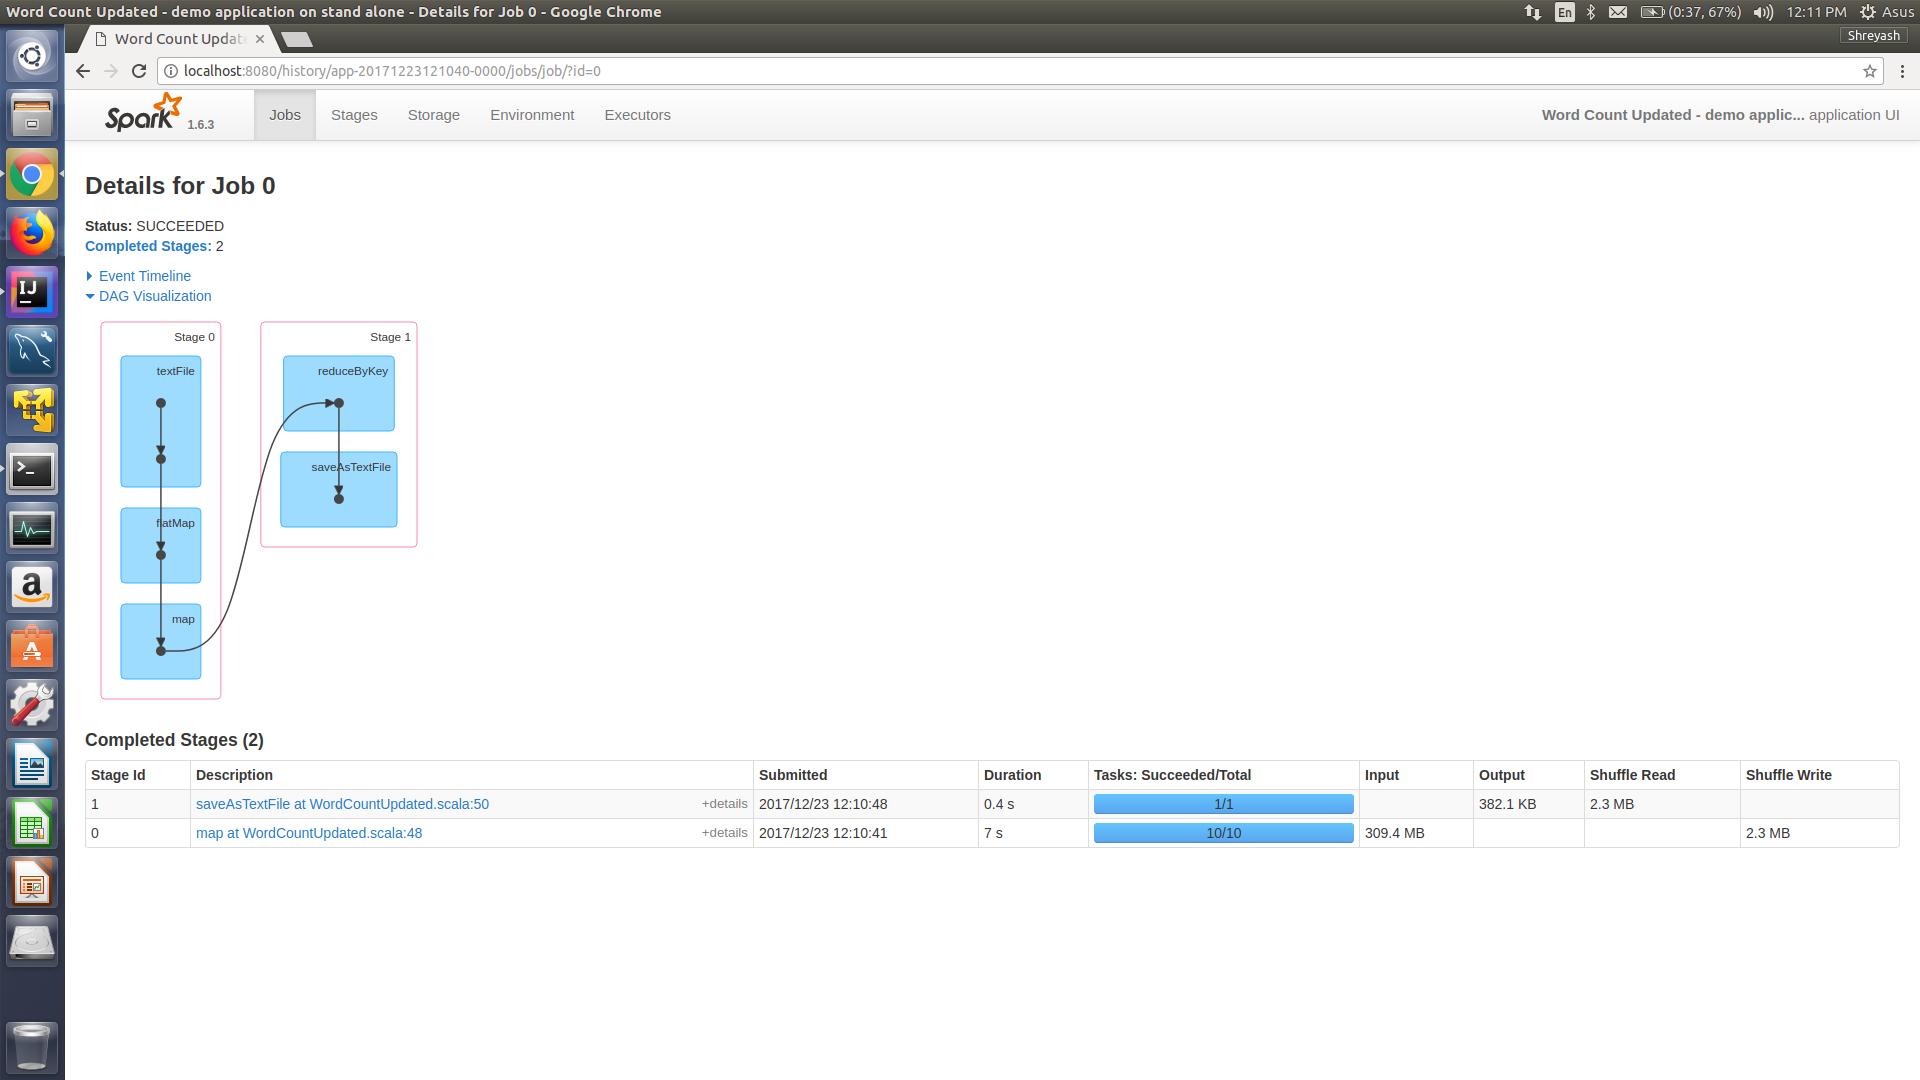 Word Count Updated - demo application on stand alone - Details for Job 0 - Google Chrome
En
(0:37, 67%)
12:11 PM
Asus
Word Count Updat
Shreyash
localhost:8080/history/app-20171223121040-0000/jobs/job/?id=0
Spark 1.6.3
Jobs
Stages
Storage
Environment
Executors
Word Count Updated - demo applic... application UI
Details for Job 0
Status: SUCCEEDED
Completed Stages: 2
Event Timeline
DAG Visualization
Stage 0
textFile
flatMap
map
Stage 1
reduceByKey
saveAsTextFile
Completed Stages (2)
Stage Id Description Submitted Duration Tasks: Succeeded/Total Input Output Shuffle Read Shuffle Write
1 saveAsTextFile at WordCountUpdated.scala:50 +details 2017/12/23 12:10:48 0.4 s 1/1 382.1 KB 2.3 MB
0 map at WordCountUpdated.scala:48 +details 2017/12/23 12:10:41 7 s 10/10 309.4 MB 2.3 MB
IJ
>_
a
A